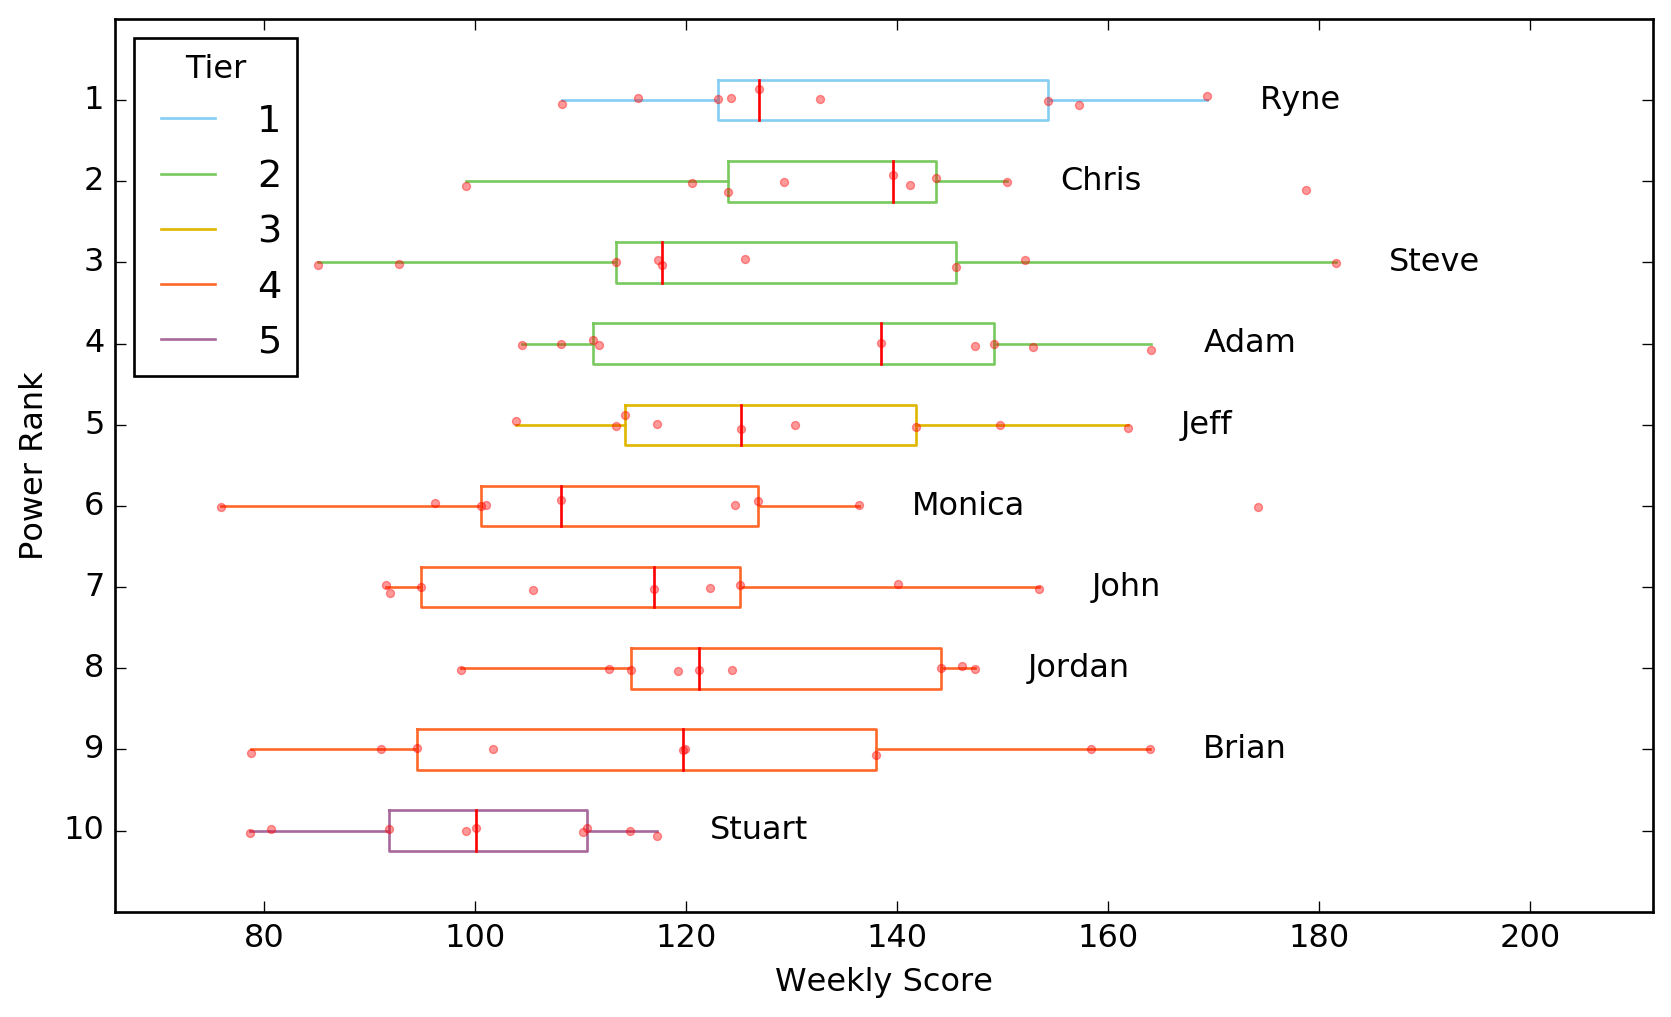 Tier
1
2
3
4
5
Power Rank
1 Ryne
2 Chris
3 Steve
4 Adam
5 Jeff
6 Monica
7 John
8 Jordan
9 Brian
10 Stuart
80 100 120 140 160 180 200
Weekly Score